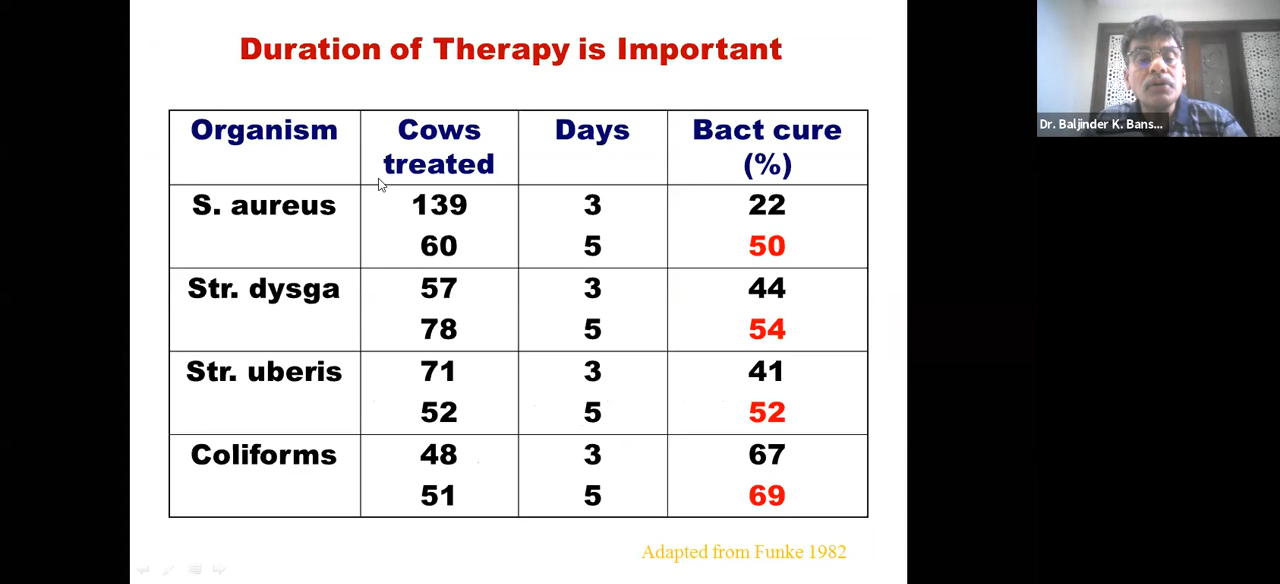 Duration of Therapy is Important
Organism Cows treated Days Bact cure (%)
S. aureus 139 3 22
60 5 50
Str. dysga 57 3 44
78 5 54
Str. uberis 71 3 41
52 5 52
Coliforms 48 3 67
51 5 69
Adapted from Funke 1982
Dr. Baljinder K. Bans...